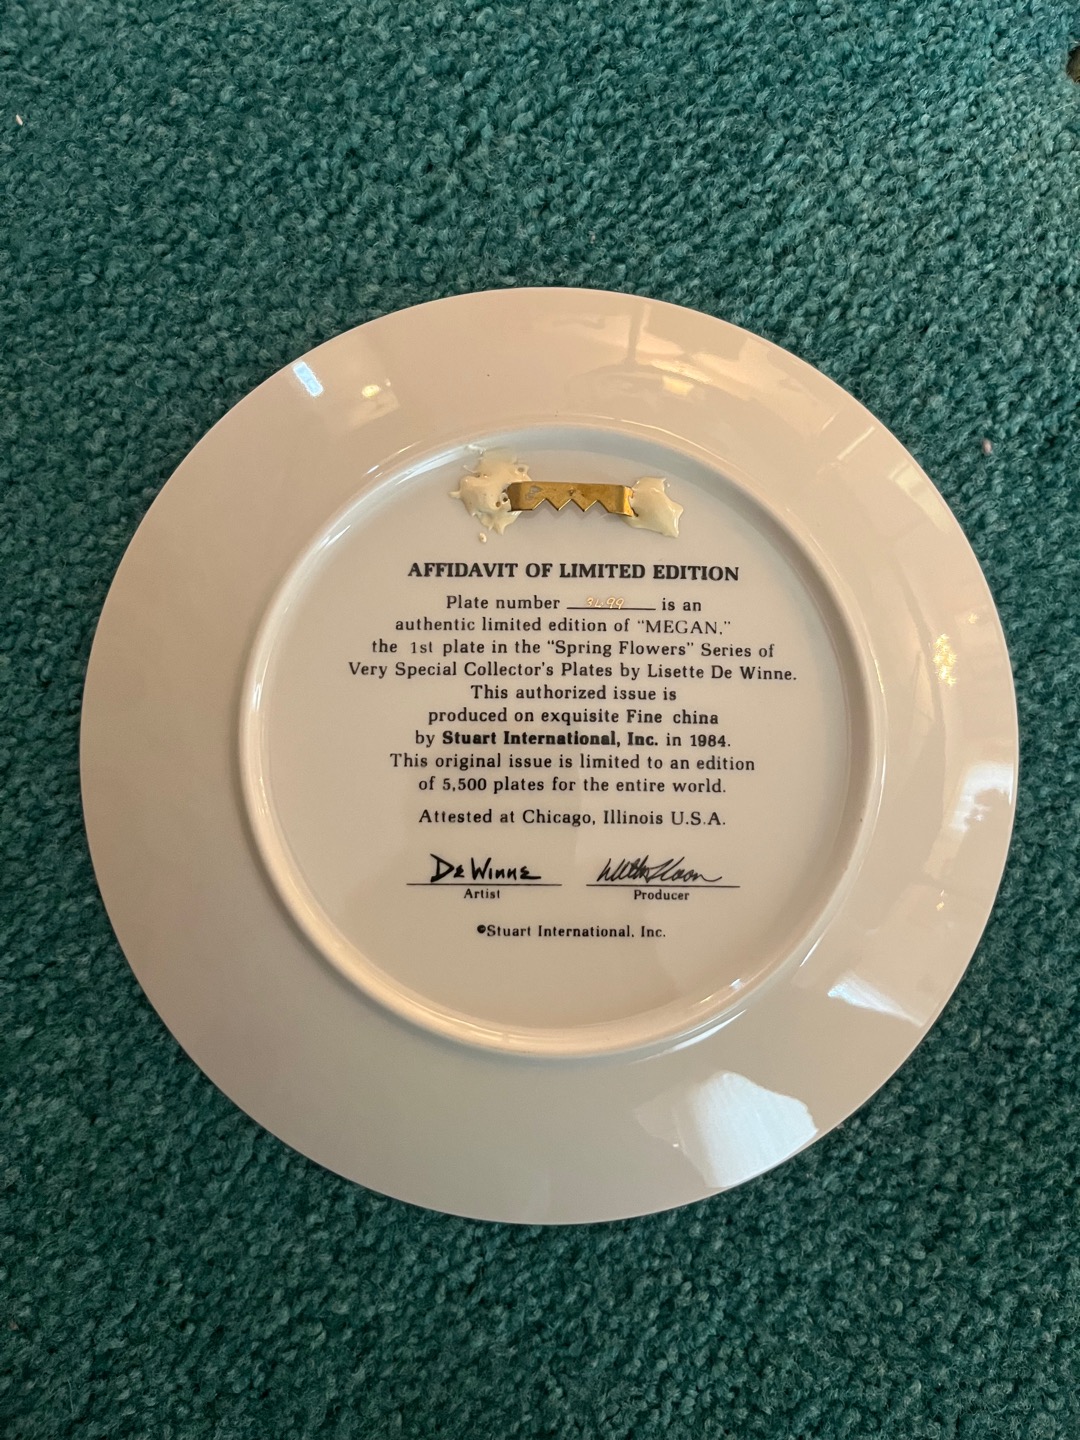 AFFIDAVIT OF LIMITED EDITION
Plate number 3499 is an
authentic limited edition of "MEGAN,"
the 1st plate in the "Spring Flowers" Series of
Very Special Collector's Plates by Lisette De Winne.
This authorized issue is
produced on exquisite Fine china
by Stuart International, Inc. in 1984.
This original issue is limited to an edition
of 5,500 plates for the entire world.
Attested at Chicago, Illinois U.S.A.
De Winne
Artist
Producer
©Stuart International, Inc.